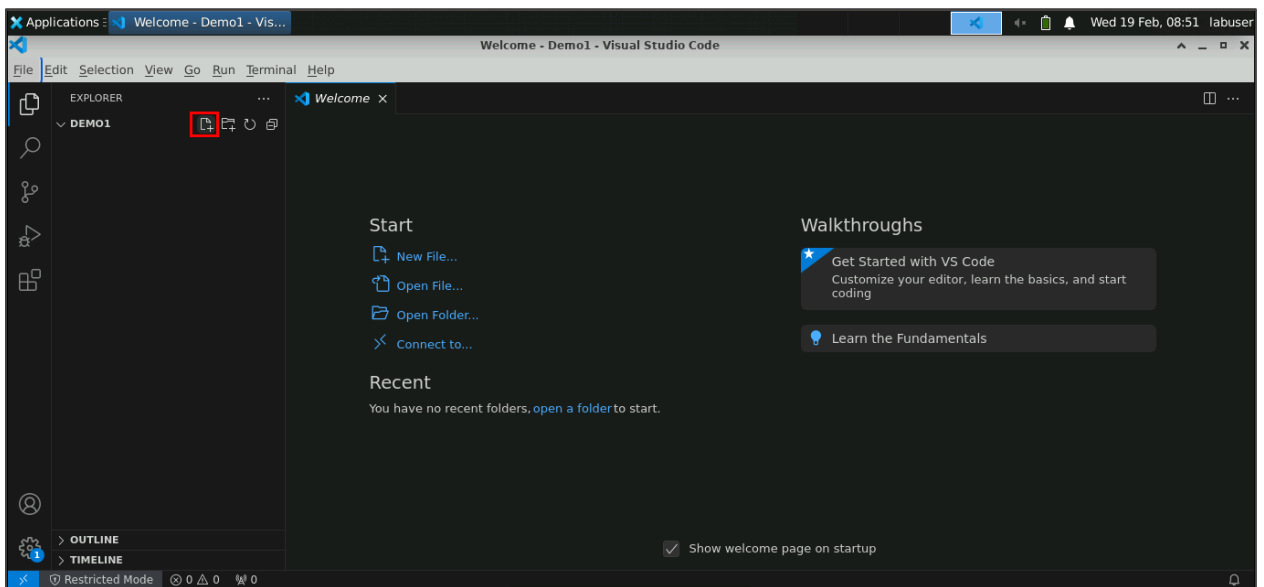 Applications Welcome - Demo1 - Vis... Wed 19 Feb, 08:51 labuser
Welcome - Demo1 - Visual Studio Code
File Edit Selection View Go Run Terminal Help
EXPLORER
Welcome
DEMO1
Start
New File...
Open File...
Open Folder...
Connect to...
Recent
You have no recent folders, open a folder to start.
Walkthroughs
Get Started with VS Code
Customize your editor, learn the basics, and start
coding
Learn the Fundamentals
OUTLINE
1
TIMELINE
Show welcome page on startup
Restricted Mode 0 0 0